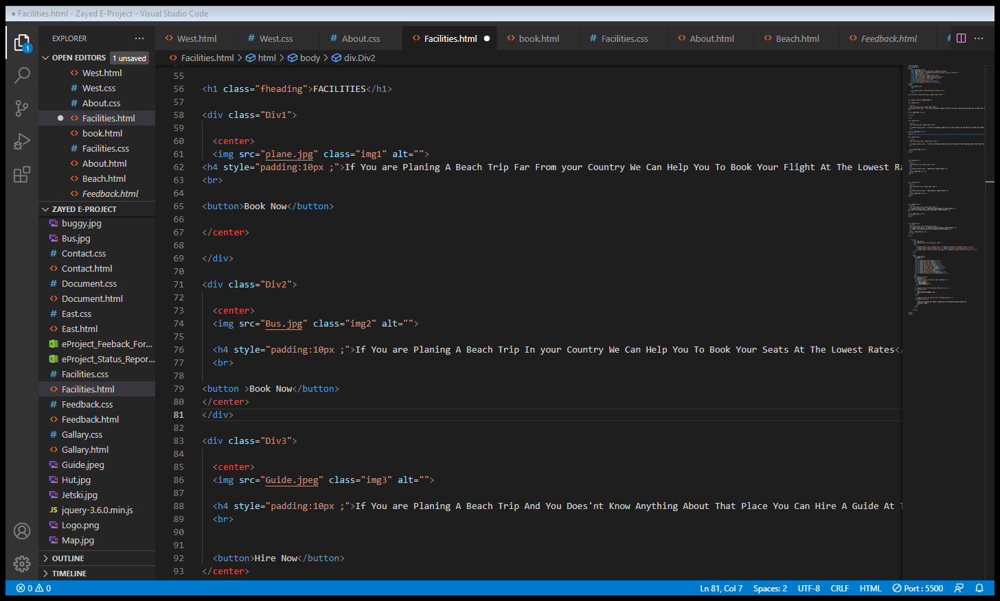 ● Facilities.html - Zayed E-Project - Visual Studio Code
EXPLORER ···
1
OPEN EDITORS 1 unsaved
West.html
West.css
About.css
Facilities.html
book.html
Facilities.css
About.html
Beach.html
Feedback.html
ZAYED E-PROJECT
buggy.jpg
Bus.jpg
Contact.css
Contact.html
Document.css
Document.html
East.css
East.html
eProject_Feeback_For...
eProject_Status_Repor...
Facilities.css
Facilities.html
Feedback.css
Feedback.html
Gallary.css
Gallary.html
Guide.jpeg
Hut.jpg
Jetski.jpg
JS jquery-3.6.0.min.js
Logo.png
Map.jpg
OUTLINE
TIMELINE
West.html # West.css # About.css Facilities.html ● book.html # Facilities.css About.html Beach.html Feedback.html # ···
Facilities.html > html > body > div.Div2
55
56 <h1 class="fheading">FACILITIES</h1>
57
58 <div class="Div1">
59
60 <center>
61 <img src="plane.jpg" class="img1" alt="">
62 <h4 style="padding:10px ;">If You are Planing A Beach Trip Far From your Country We Can Help You To Book Your Flight At The Lowest Ra
63 <br>
64
65 <button>Book Now</button>
66
67 </center>
68
69 </div>
70
71 <div class="Div2">
72
73 <center>
74 <img src="Bus.jpg" class="img2" alt="">
75
76 <h4 style="padding:10px ;">If You are Planing A Beach Trip In your Country We Can Help You To Book Your Seats At The Lowest Rates</
77 <br>
78
79 <button >Book Now</button>
80 </center>
81 </div>
82
83 <div class="Div3">
84
85 <center>
86 <img src="Guide.jpeg" class="img3" alt="">
87
88 <h4 style="padding:10px ;">If You are Planing A Beach Trip And You Does'nt Know Anything About That Place You Can Hire A Guide At T
89 <br>
90
91
92 <button>Hire Now</button>
93 </center>
0 0 Ln 81, Col 7 Spaces: 2 UTF-8 CRLF HTML Port : 5500